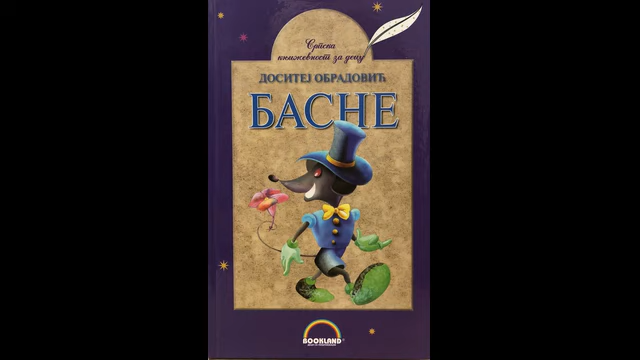 Српска
књижевност за децу
ДОСИТЕЈ ОБРАДОВИЋ
БАСНЕ
BOOKLAND